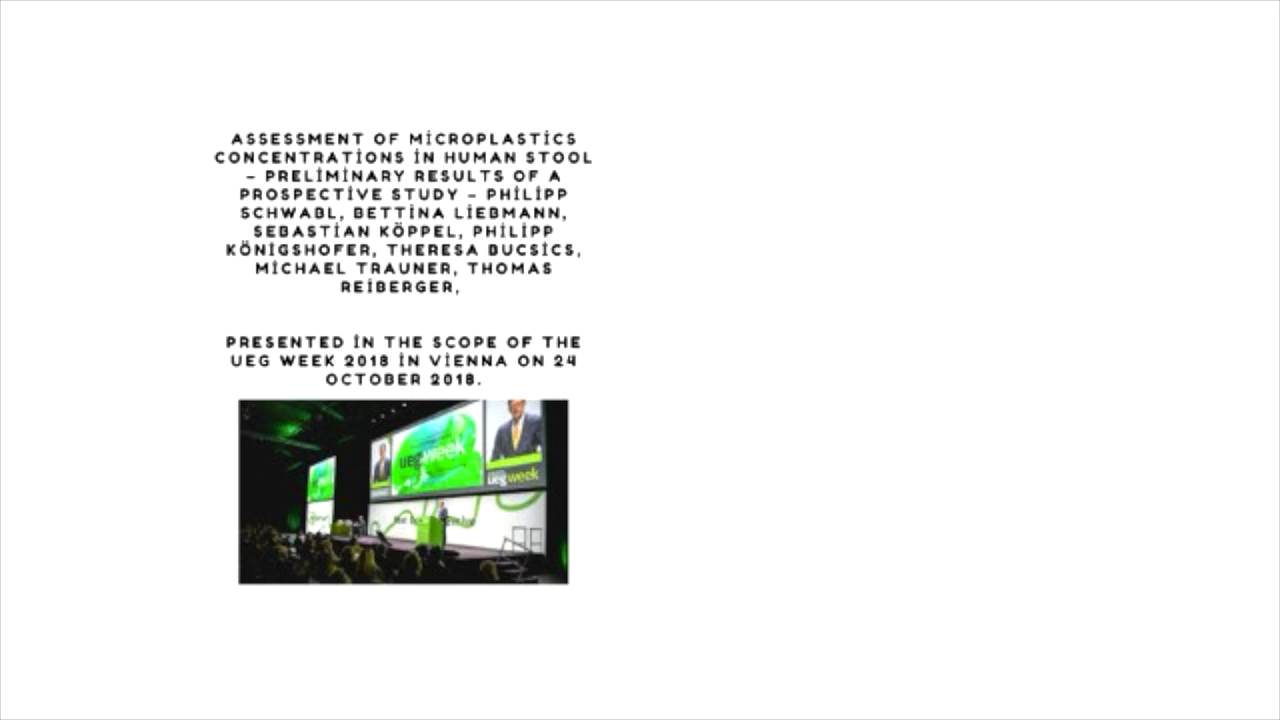 ASSESSMENT OF MİCROPLASTİCS
CONCENTRATİONS İN HUMAN STOOL
– PRELİMİNARY RESULTS OF A
PROSPECTİVE STUDY – PHİLİPP
SCHWABL, BETTİNA LİEBMANN,
SEBASTİAN KÖPPEL, PHİLİPP
KÖNİGSHOFER, THERESA BUCSİCS,
MİCHAEL TRAUNER, THOMAS
REİBERGER,
PRESENTED İN THE SCOPE OF THE
UEG WEEK 2018 İN VİENNA ON 24
OCTOBER 2018.
ueg week
ueg week